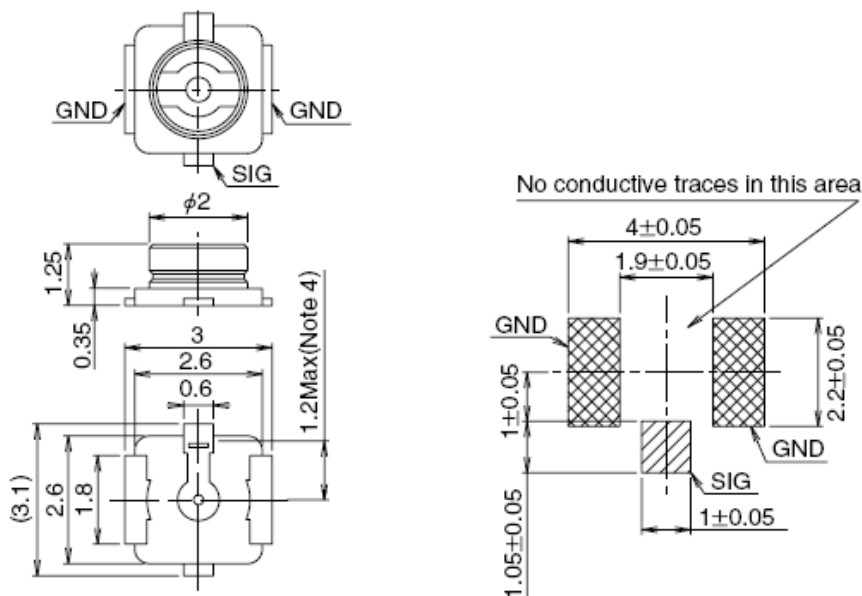 GND
GND
SIG
ϕ2
1.25
0.35
3
2.6
0.6
1.2Max(Note 4)
(3.1)
2.6
1.8
No conductive traces in this area
4±0.05
1.9±0.05
GND
1±0.05
2.2±0.05
GND
SIG
1±0.05
1.05±0.05